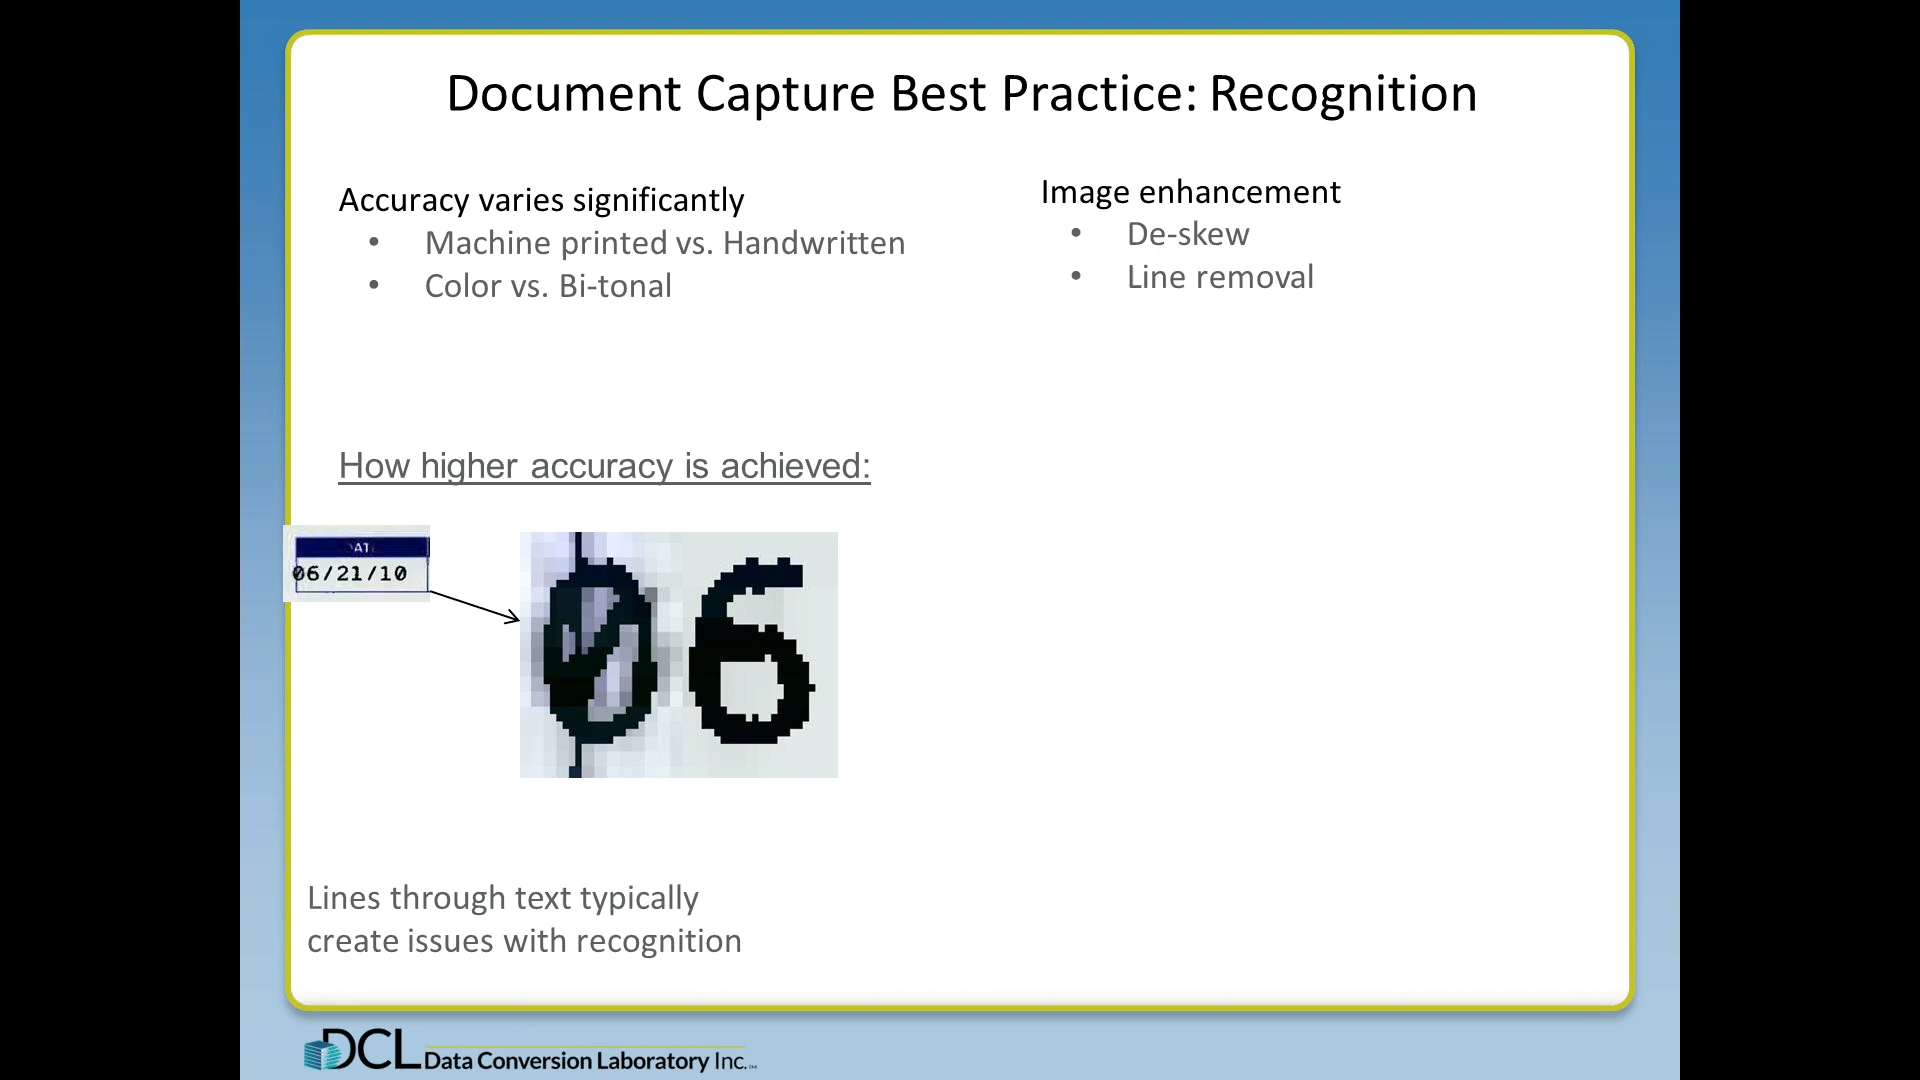 Document Capture Best Practice: Recognition
Accuracy varies significantly
• Machine printed vs. Handwritten
• Color vs. Bi-tonal
Image enhancement
• De-skew
• Line removal
How higher accuracy is achieved:
06/21/10
06
Lines through text typically
create issues with recognition
DCL Data Conversion Laboratory Inc.